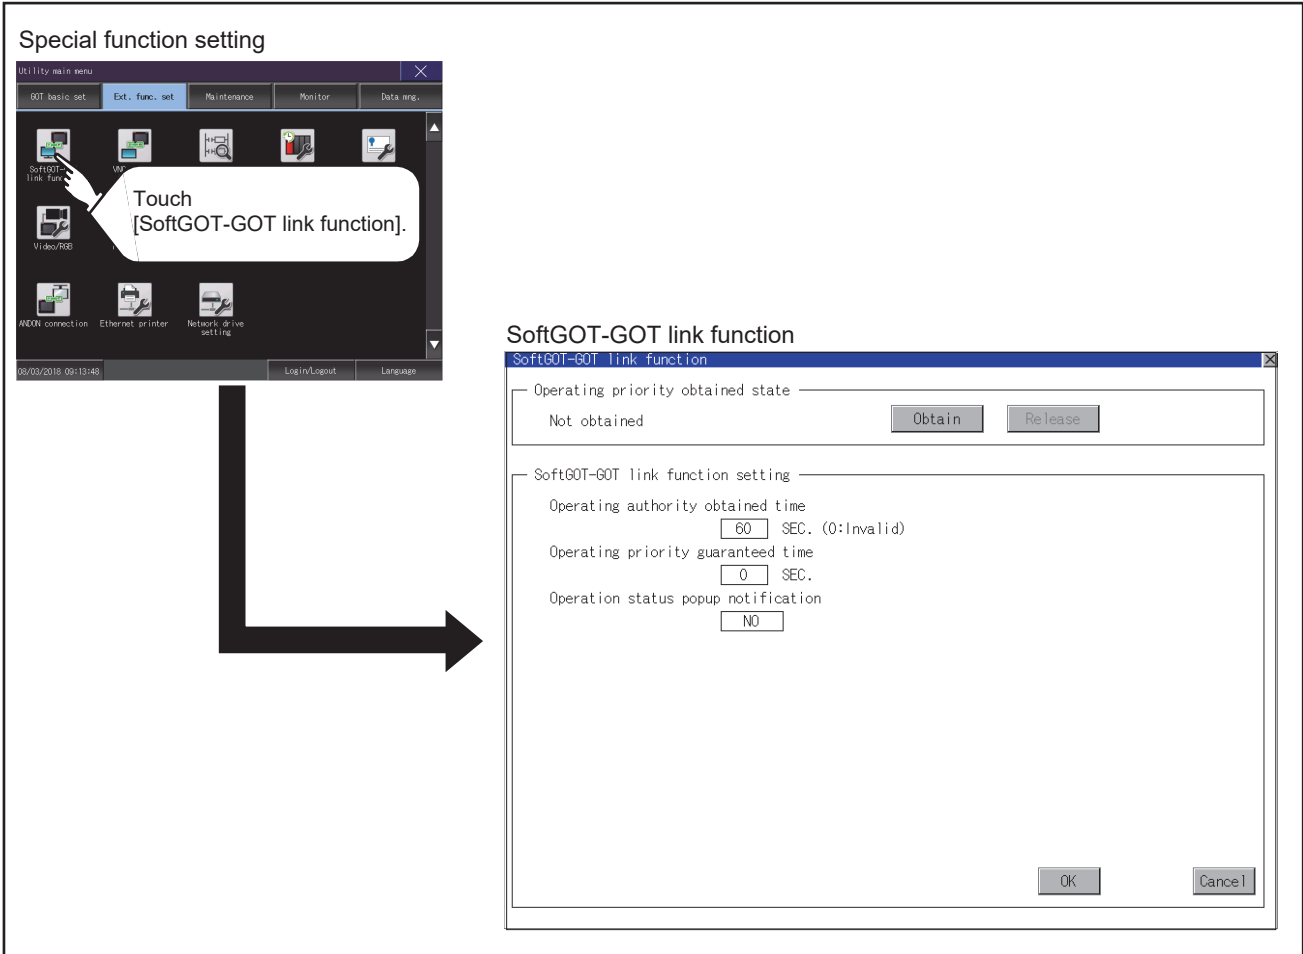 Special function setting
Utility main menu
GOT basic set Ext. func. set Maintenance Monitor Data mng.
SoftGOT-
link func
VNC
Touch
[SoftGOT-GOT link function].
Video/RGB
ANDON connection Ethernet printer Network drive
setting
08/03/2018 09:13:48 Login/Logout Language
SoftGOT-GOT link function
SoftGOT-GOT link function
Operating priority obtained state
Not obtained Obtain Release
SoftGOT-GOT link function setting
Operating authority obtained time
60 SEC. (0:Invalid)
Operating priority guaranteed time
0 SEC.
Operation status popup notification
NO
OK Cancel